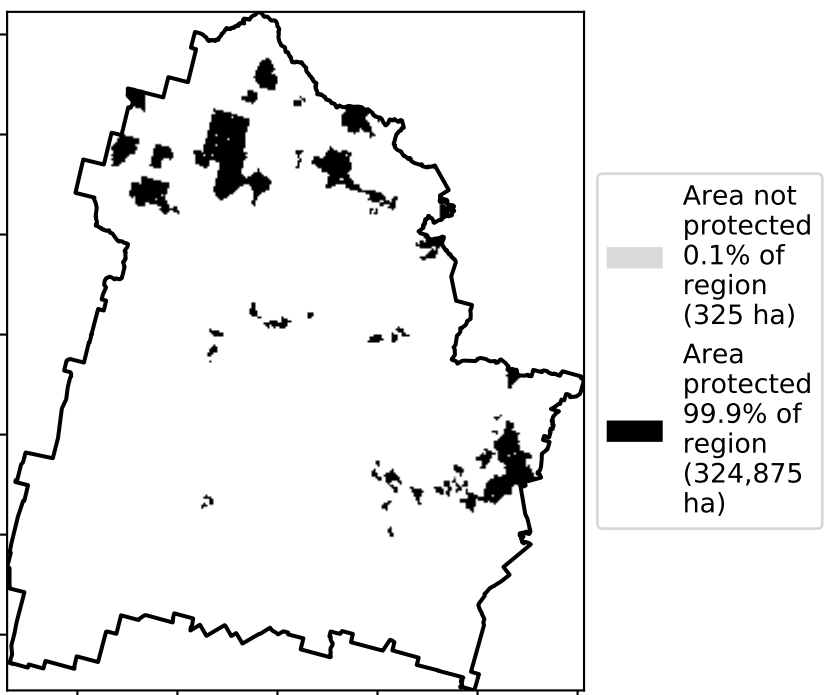 Area not
protected
0.1% of
region
(325 ha)
Area
protected
99.9% of
region
(324,875
ha)